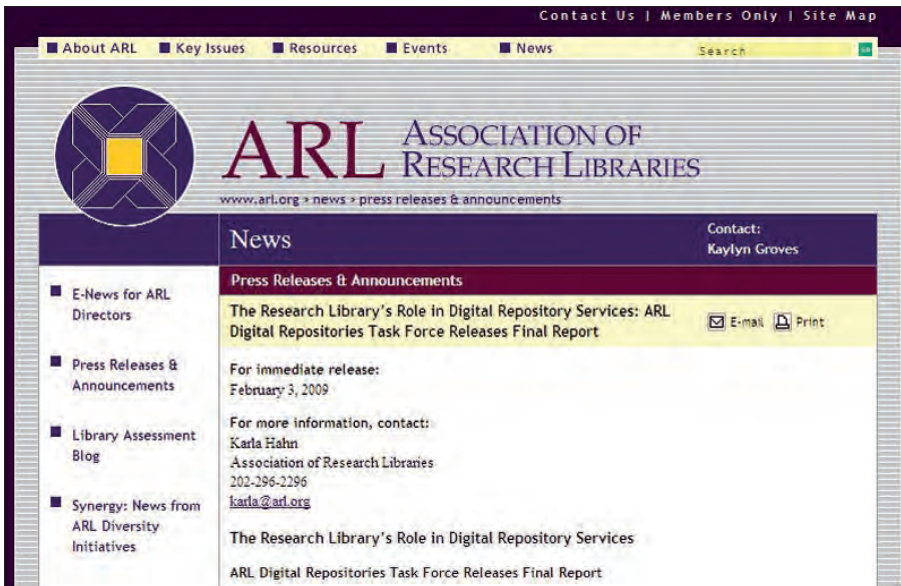 Contact Us | Members Only | Site Map
About ARL Key Issues Resources Events News Search
ARL ASSOCIATION OF
RESEARCH LIBRARIES
www.arl.org > news > press releases & announcements
News
Contact:
Kaylyn Groves
E-News for ARL
Directors
Press Releases &
Announcements
Library Assessment
Blog
Synergy: News from
ARL Diversity
Initiatives
Press Releases & Announcements
The Research Library's Role in Digital Repository Services: ARL
Digital Repositories Task Force Releases Final Report
E-mail Print
For immediate release:
February 3, 2009
For more information, contact:
Karla Hahn
Association of Research Libraries
202-296-2296
karla@arl.org
The Research Library's Role in Digital Repository Services
ARL Digital Repositories Task Force Releases Final Report